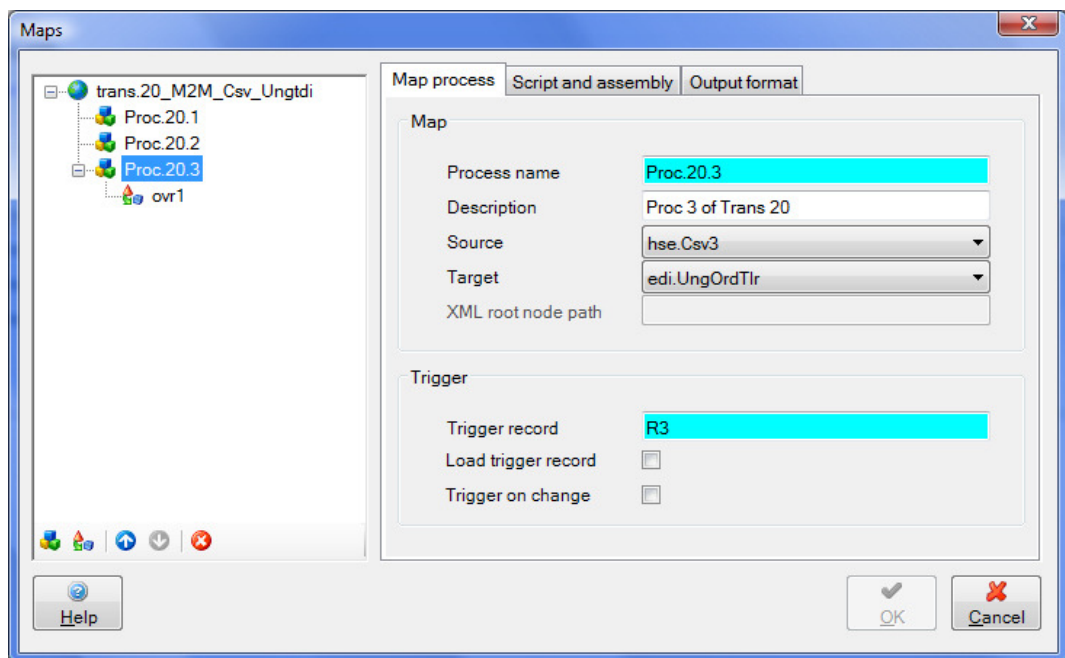 Maps
trans.20_M2M_Csv_Ungtdi
Proc.20.1
Proc.20.2
Proc.20.3
ovr1
Map process
Script and assembly
Output format
Map
Process name
Proc.20.3
Description
Proc 3 of Trans 20
Source
hse.Csv3
Target
edi.UngOrdTlr
XML root node path
Trigger
Trigger record
R3
Load trigger record
Trigger on change
Help
OK
Cancel